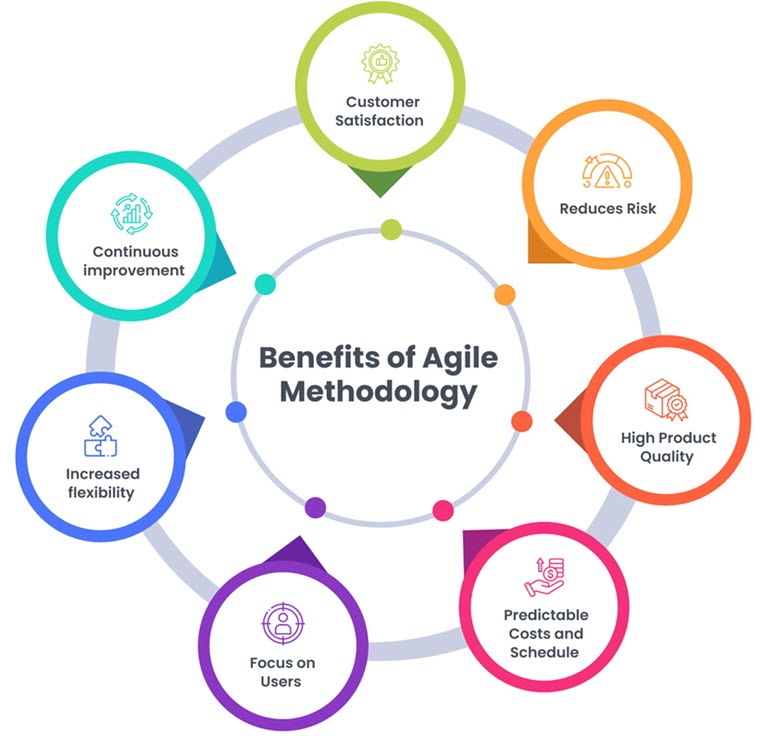 Customer
Satisfaction
Reduces Risk
High Product
Quality
Predictable
Costs and
Schedule
Focus on
Users
Increased
flexibility
Continuous
improvement
Benefits of Agile
Methodology